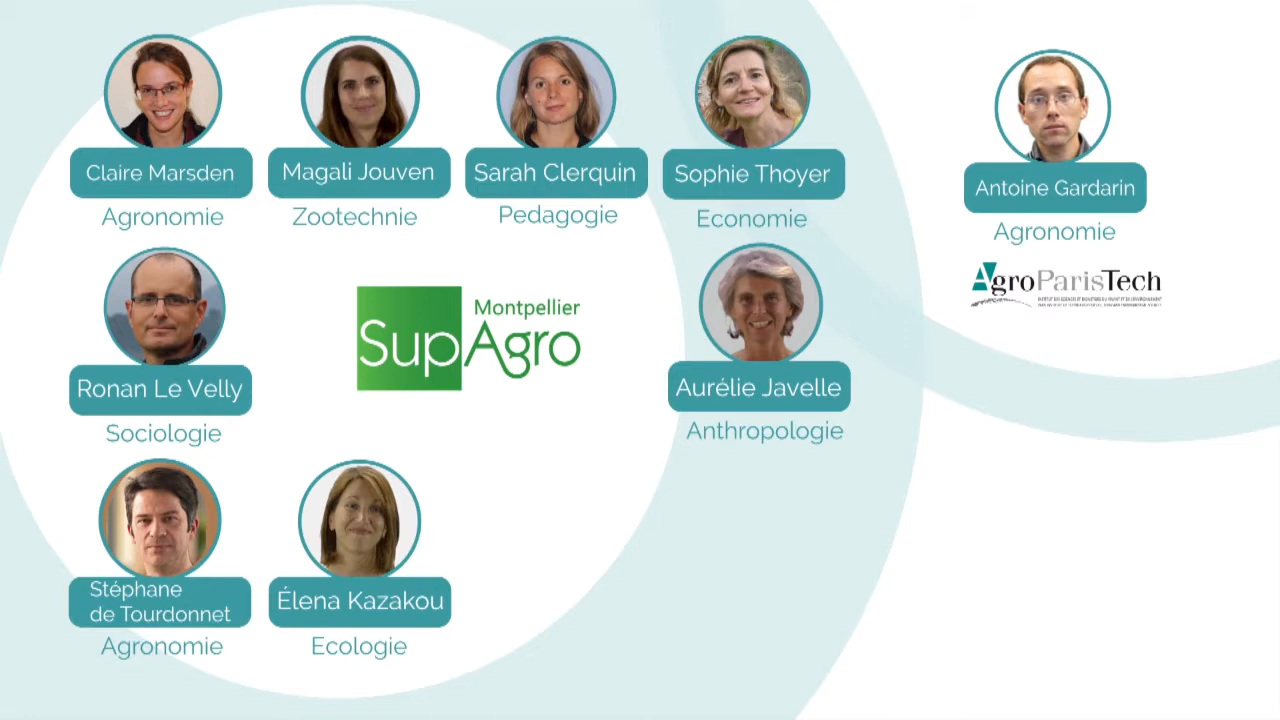 Claire Marsden
Agronomie
Magali Jouven
Zootechnie
Sarah Clerquin
Pedagogie
Sophie Thoyer
Economie
Antoine Gardarin
Agronomie
AgroParisTech
Ronan Le Velly
Sociologie
Montpellier
SupAgro
Aurélie Javelle
Anthropologie
Stéphane
de Tourdonnet
Agronomie
Élena Kazakou
Ecologie